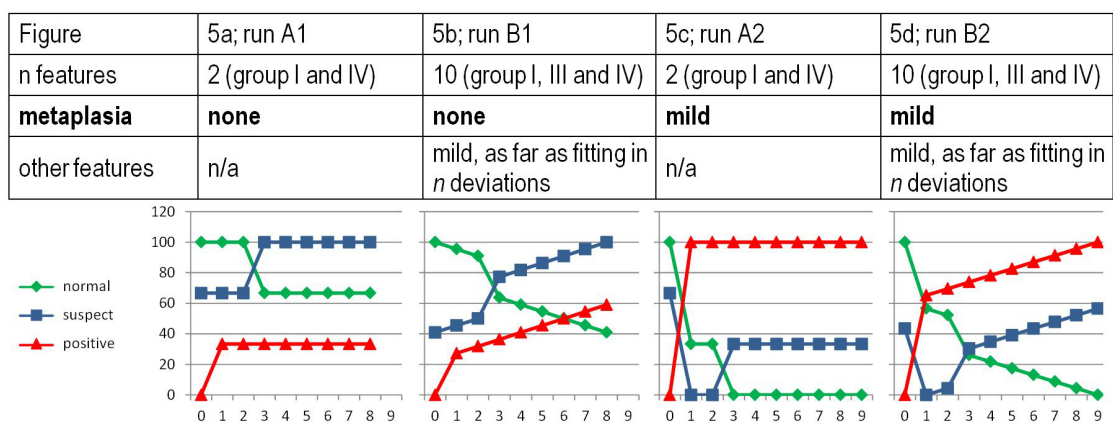 Figure 5a; run A1 5b; run B1 5c; run A2 5d; run B2
n features 2 (group I and IV) 10 (group I, III and IV) 2 (group I and IV) 10 (group I, III and IV)
metaplasia none none mild mild
other features n/a mild, as far as fitting in n/a mild, as far as fitting in
n deviations n deviations
120
100
80
60
40
20
0
normal
suspect
positive
0 1 2 3 4 5 6 7 8 9 0 1 2 3 4 5 6 7 8 9 0 1 2 3 4 5 6 7 8 9 0 1 2 3 4 5 6 7 8 9